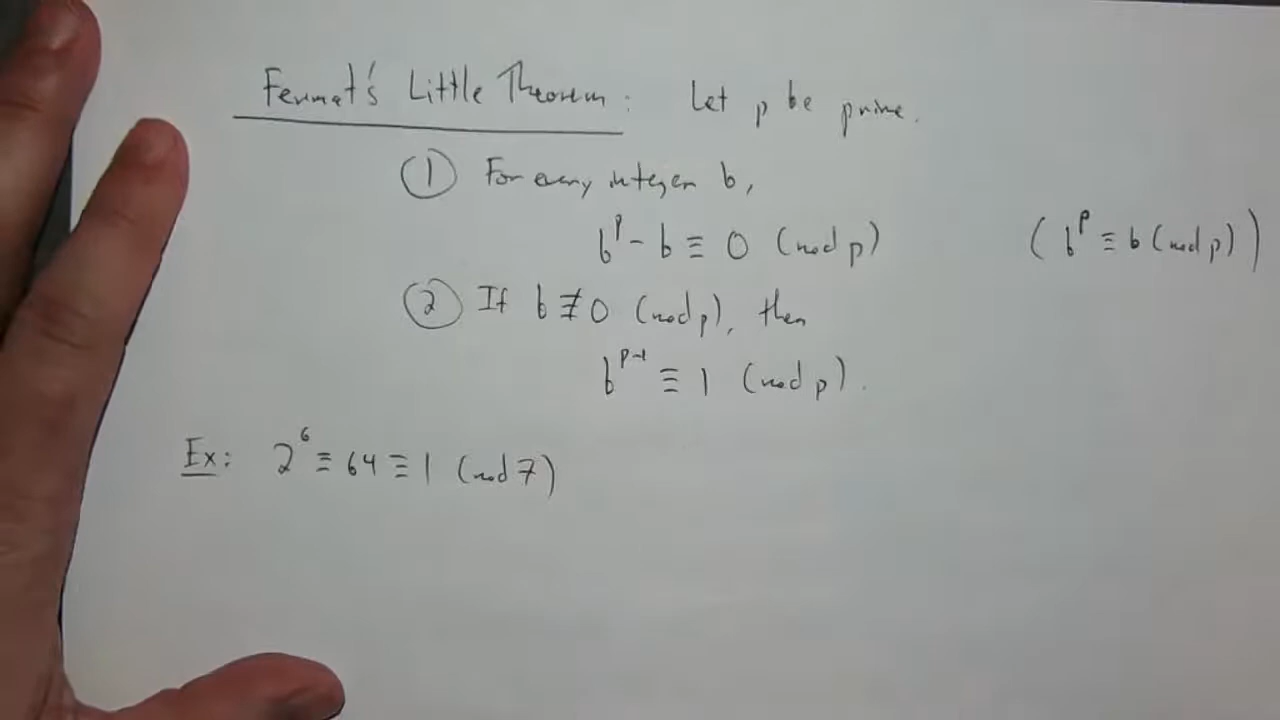 Fermat's Little Theorem: Let p be prime.
① For every integer b,
b^p - b ≡ 0 (mod p) (b^p ≡ b (mod p))
② If b ≢ 0 (mod p), then
b^{p-1} ≡ 1 (mod p).
Ex: 2^6 ≡ 64 ≡ 1 (mod 7)